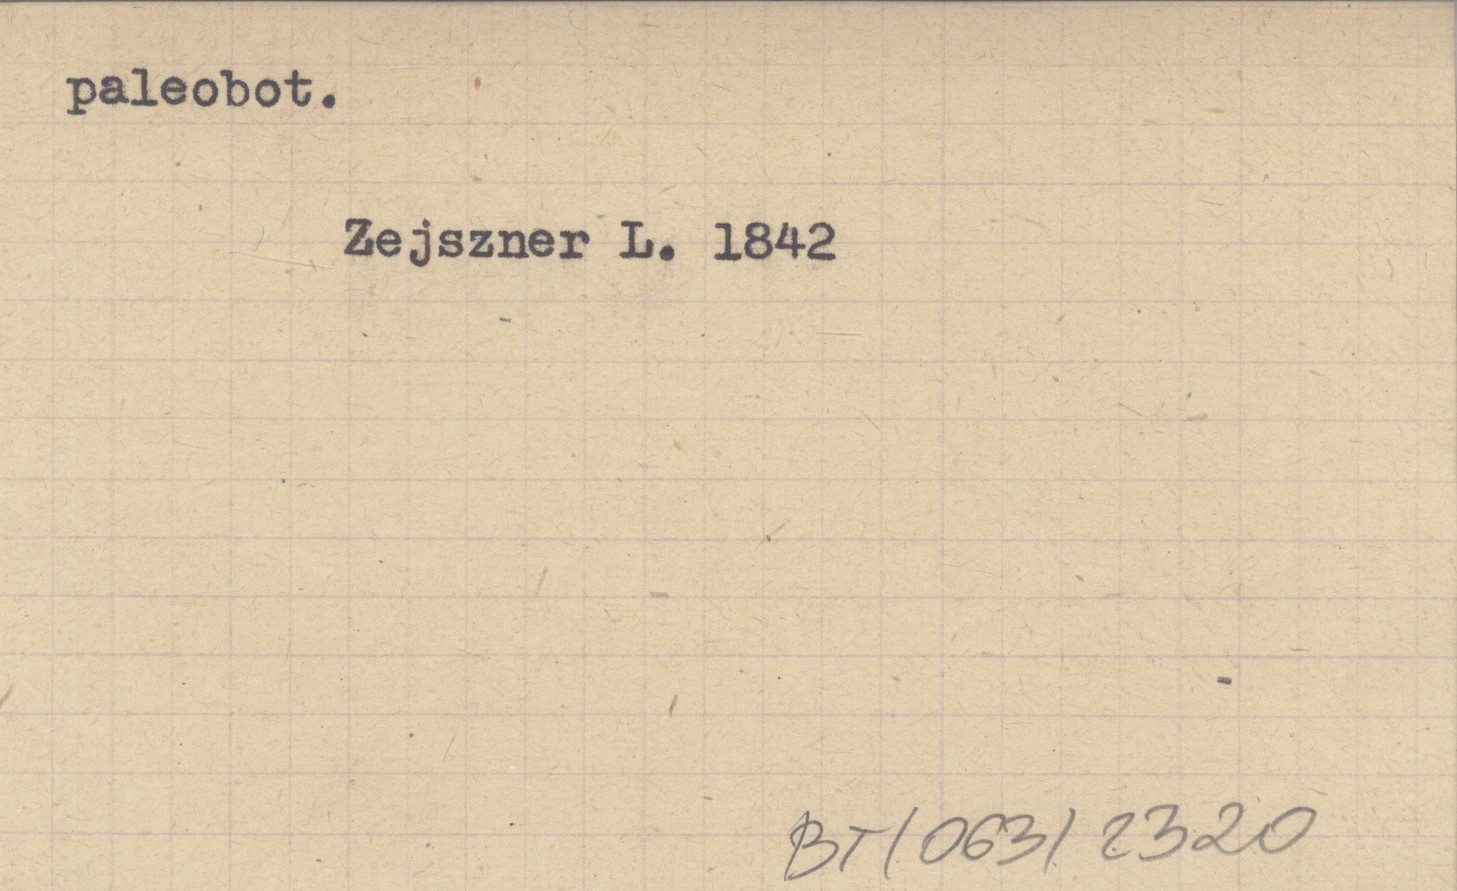 paleobot.
Zejszner L. 1842
BT/063/ 2320